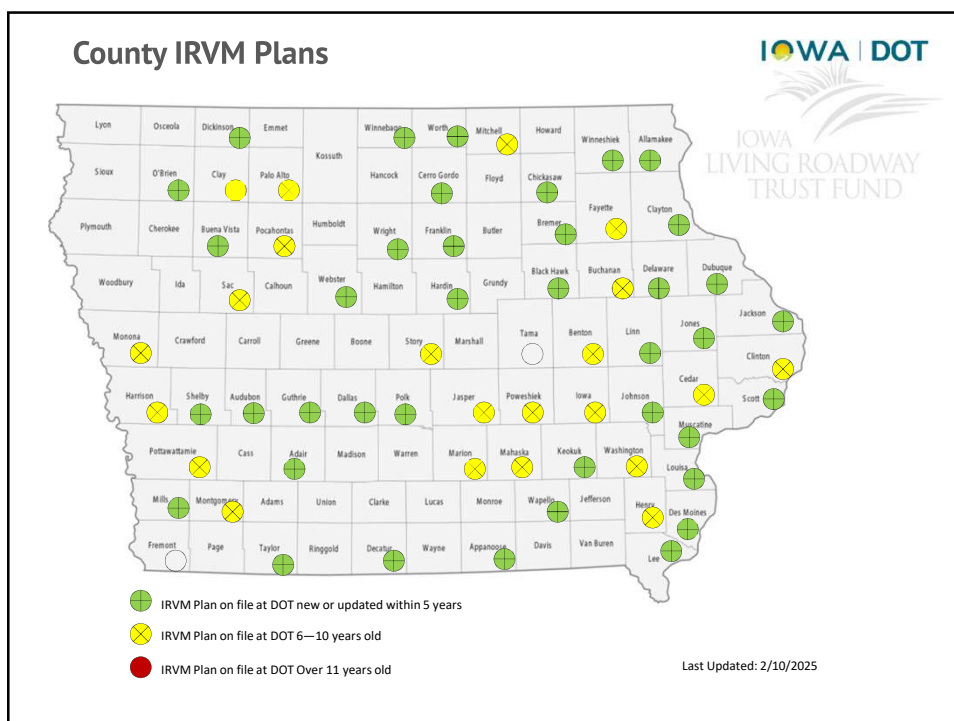 County IRVM Plans
IOWA | DOT
IOWA
LIVING ROADWAY
TRUST FUND
Lyon Osceola Dickinson Emmet Winnebago Worth Mitchell Howard Winneshiek Allamakee
Kossuth
Sioux O'Brien Clay Palo Alto Hancock Cerro Gordo Floyd Chickasaw
Plymouth Cherokee Buena Vista Pocahontas Humboldt Wright Franklin Butler Bremer Fayette Clayton
Woodbury Ida Sac Calhoun Webster Hamilton Hardin Grundy Black Hawk Buchanan Delaware Dubuque
Monona Crawford Carroll Greene Boone Story Marshall Tama Benton Linn Jones Jackson
Clinton
Harrison Shelby Audubon Guthrie Dallas Polk Jasper Poweshiek Iowa Johnson Cedar Scott
Muscatine
Pottawattamie Cass Adair Madison Warren Marion Mahaska Keokuk Washington Louisa
Mills Montgomery Adams Union Clarke Lucas Monroe Wapello Jefferson Henry Des Moines
Fremont Page Taylor Ringgold Decatur Wayne Appanoose Davis Van Buren Lee
IRVM Plan on file at DOT new or updated within 5 years
IRVM Plan on file at DOT 6—10 years old
IRVM Plan on file at DOT Over 11 years old
Last Updated: 2/10/2025